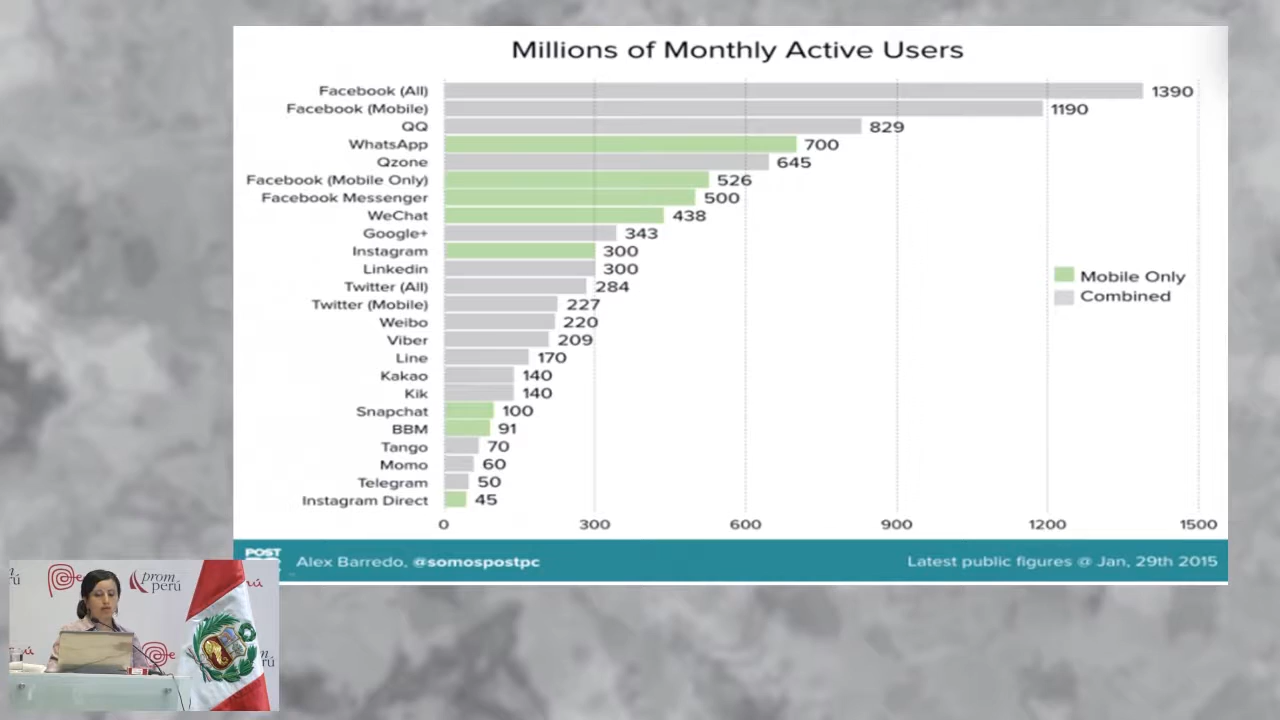 Millions of Monthly Active Users
Facebook (All) 1390
Facebook (Mobile) 1190
QQ 829
WhatsApp 700
Qzone 645
Facebook (Mobile Only) 526
Facebook Messenger 500
WeChat 438
Google+ 343
Instagram 300
Linkedin 300
Twitter (All) 284
Twitter (Mobile) 227
Weibo 220
Viber 209
Line 170
Kakao 140
Kik 140
Snapchat 100
BBM 91
Tango 70
Momo 60
Telegram 50
Instagram Direct 45
0 300 600 900 1200 1500
Mobile Only
Combined
POST
Alex Barredo, @somospostpc
Latest public figures @ Jan, 29th 2015
prom
perú